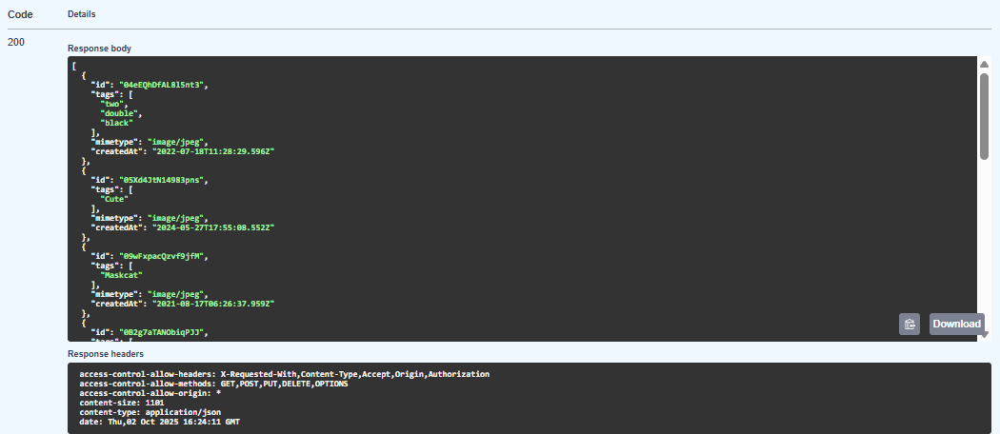 Code Details
200
Response body
[
  {
    "id": "04eEQhDfAL8l5nt3",
    "tags": [
      "two",
      "double",
      "black"
    ],
    "mimetype": "image/jpeg",
    "createdAt": "2022-07-18T11:28:29.596Z"
  },
  {
    "id": "05Xd4JtN14983pns",
    "tags": [
      "Cute"
    ],
    "mimetype": "image/jpeg",
    "createdAt": "2024-05-27T17:55:08.552Z"
  },
  {
    "id": "09wFxpacQzvf9jfM",
    "tags": [
      "Maskcat"
    ],
    "mimetype": "image/jpeg",
    "createdAt": "2021-08-17T06:26:37.959Z"
  },
  {
    "id": "0B2g7aTANObiqPJJ",
    "tags": [
Download
Response headers
access-control-allow-headers: X-Requested-With,Content-Type,Accept,Origin,Authorization
access-control-allow-methods: GET,POST,PUT,DELETE,OPTIONS
access-control-allow-origin: *
content-size: 1101
content-type: application/json
date: Thu,02 Oct 2025 16:24:11 GMT